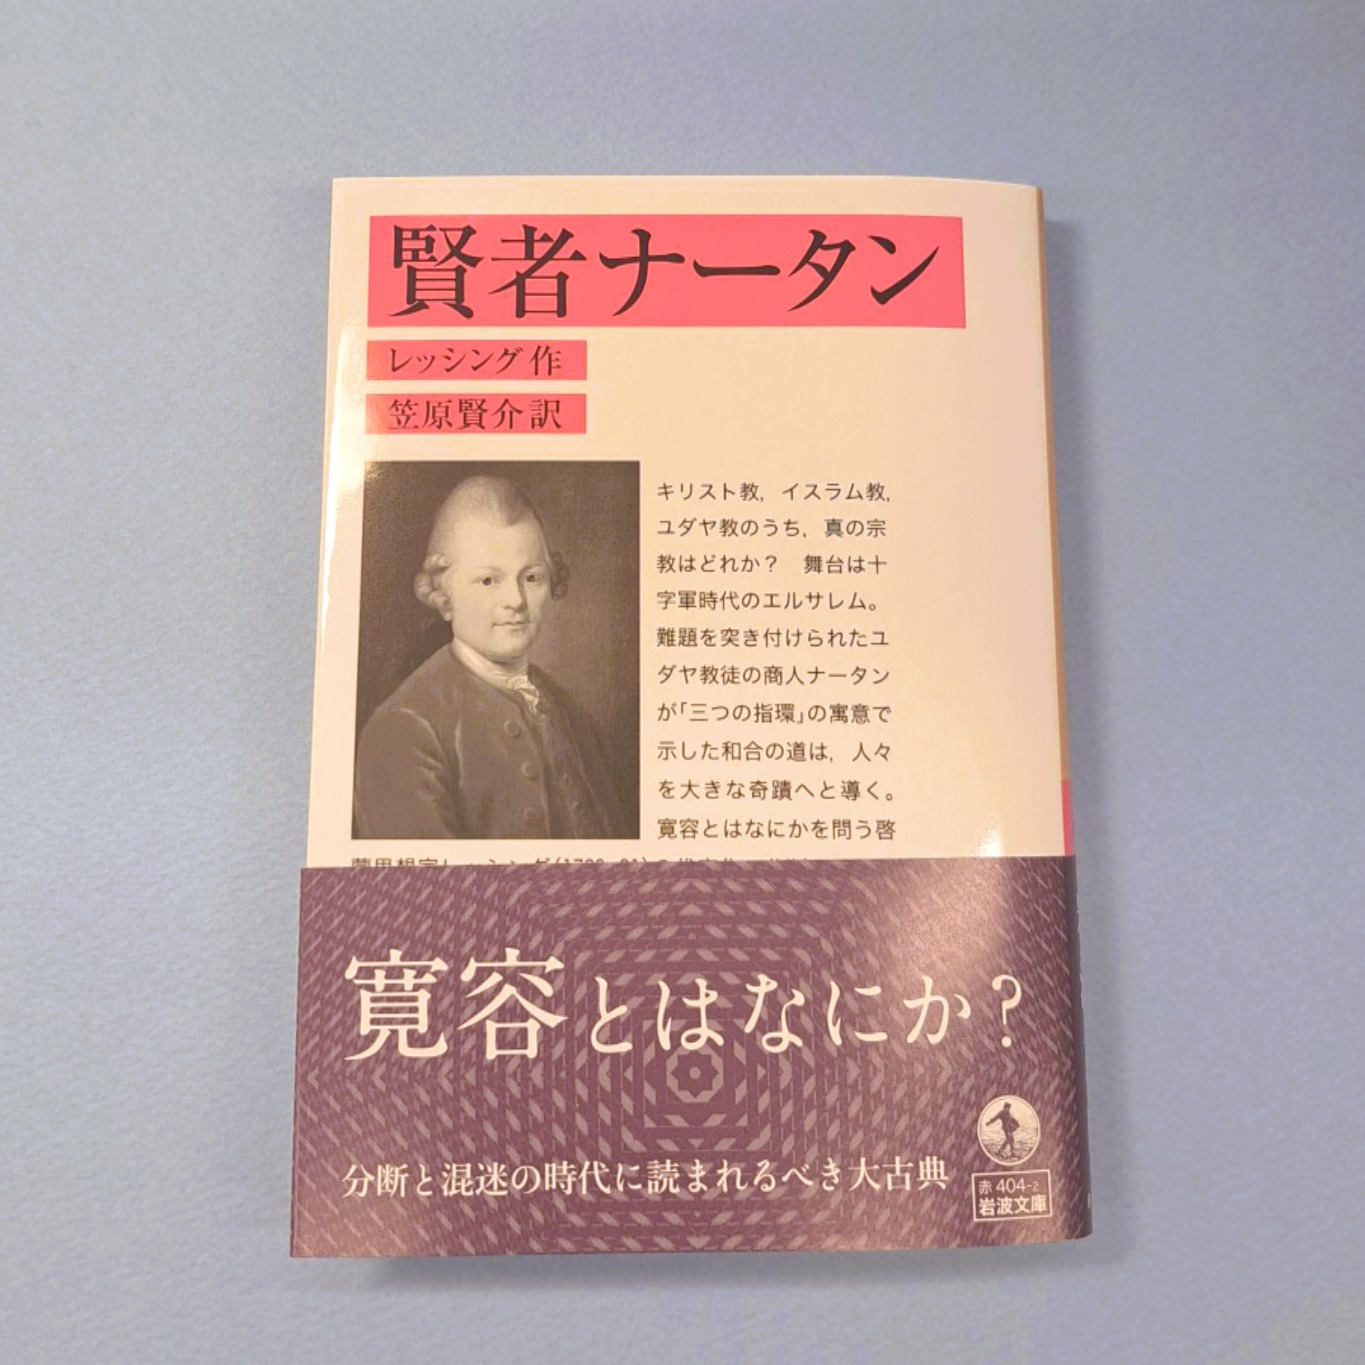 賢者ナータン
レッシング作
笠原賢介訳
キリスト教，イスラム教，
ユダヤ教のうち，真の宗
教はどれか？　舞台は十
字軍時代のエルサレム。
難題を突き付けられたユ
ダヤ教徒の商人ナータン
が「三つの指環」の寓意で
示した和合の道は，人々
を大きな奇蹟へと導く。
寛容とはなにかを問う啓
寛容とはなにか？
分断と混迷の時代に読まれるべき大古典
赤 404-2
岩波文庫